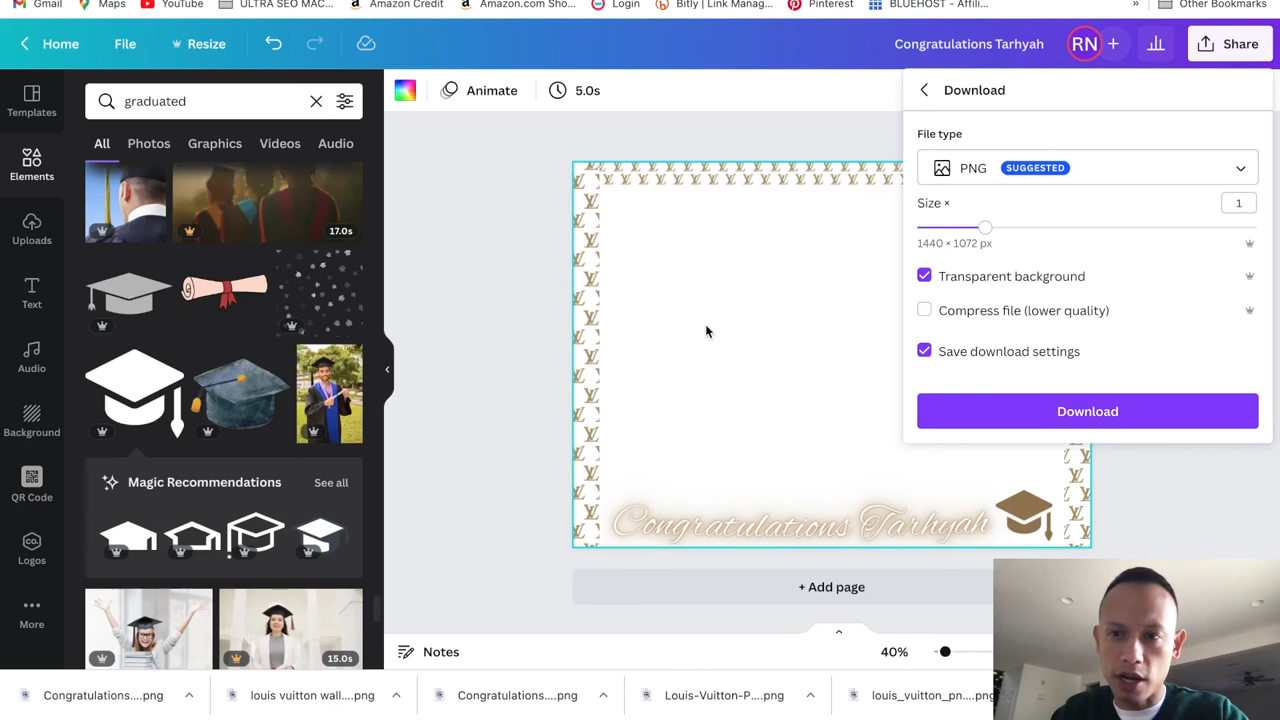 Gmail Maps YouTube ULTRA SEO MAC... Amazon Credit Amazon.com Sho... Login Bitly | Link Manag... Pinterest BLUEHOST - Affili... » Other Bookmarks
Home File Resize Congratulations Tarhyah RN + Share
Templates
Elements
Uploads
Text
Audio
Background
QR Code
Logos
More
graduated
All Photos Graphics Videos Audio
17.0s
Magic Recommendations See all
15.0s
Animate 5.0s
Congratulations Tarhyah
+ Add page
Notes 40%
Download
File type
PNG SUGGESTED
Size × 1
1440 × 1072 px
Transparent background
Compress file (lower quality)
Save download settings
Download
Congratulations....png louis vuitton wall....png Congratulations....png Louis-Vuitton-P....png louis_vuitton_pn....png